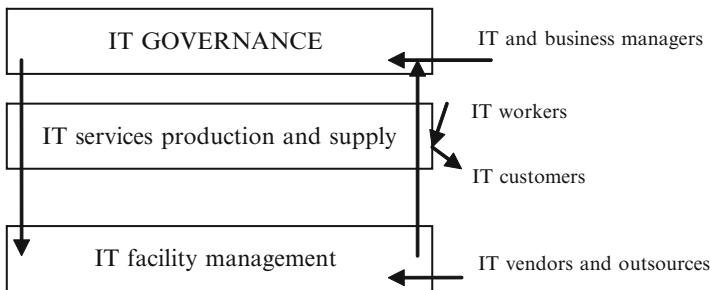 IT GOVERNANCE
IT and business managers
IT services production and supply
IT workers
IT customers
IT facility management
IT vendors and outsources